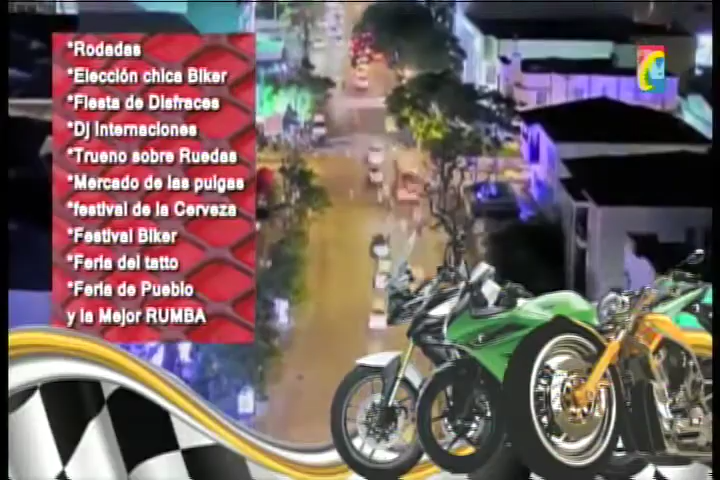 *Rodadas
*Elección chica Biker
*Fiesta de Disfraces
*Dj Internaciones
*Trueno sobre Ruedas
*Mercado de las pulgas
*festival de la Cerveza
*Festival Biker
*Feria del tatto
*Feria de Pueblo
y la Mejor RUMBA